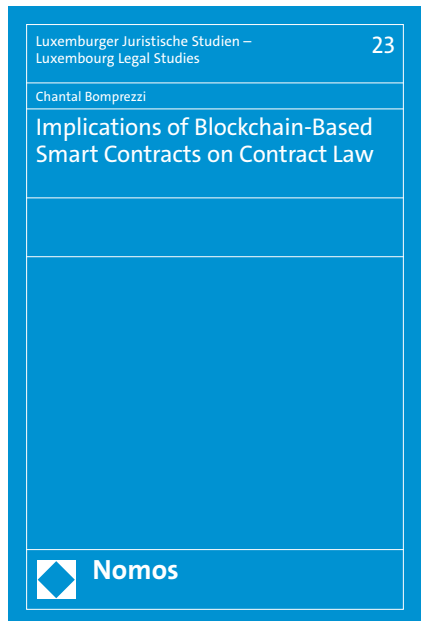 Luxemburger Juristische Studien –
Luxembourg Legal Studies
23
Chantal Bomprezzi
Implications of Blockchain-Based
Smart Contracts on Contract Law
Nomos